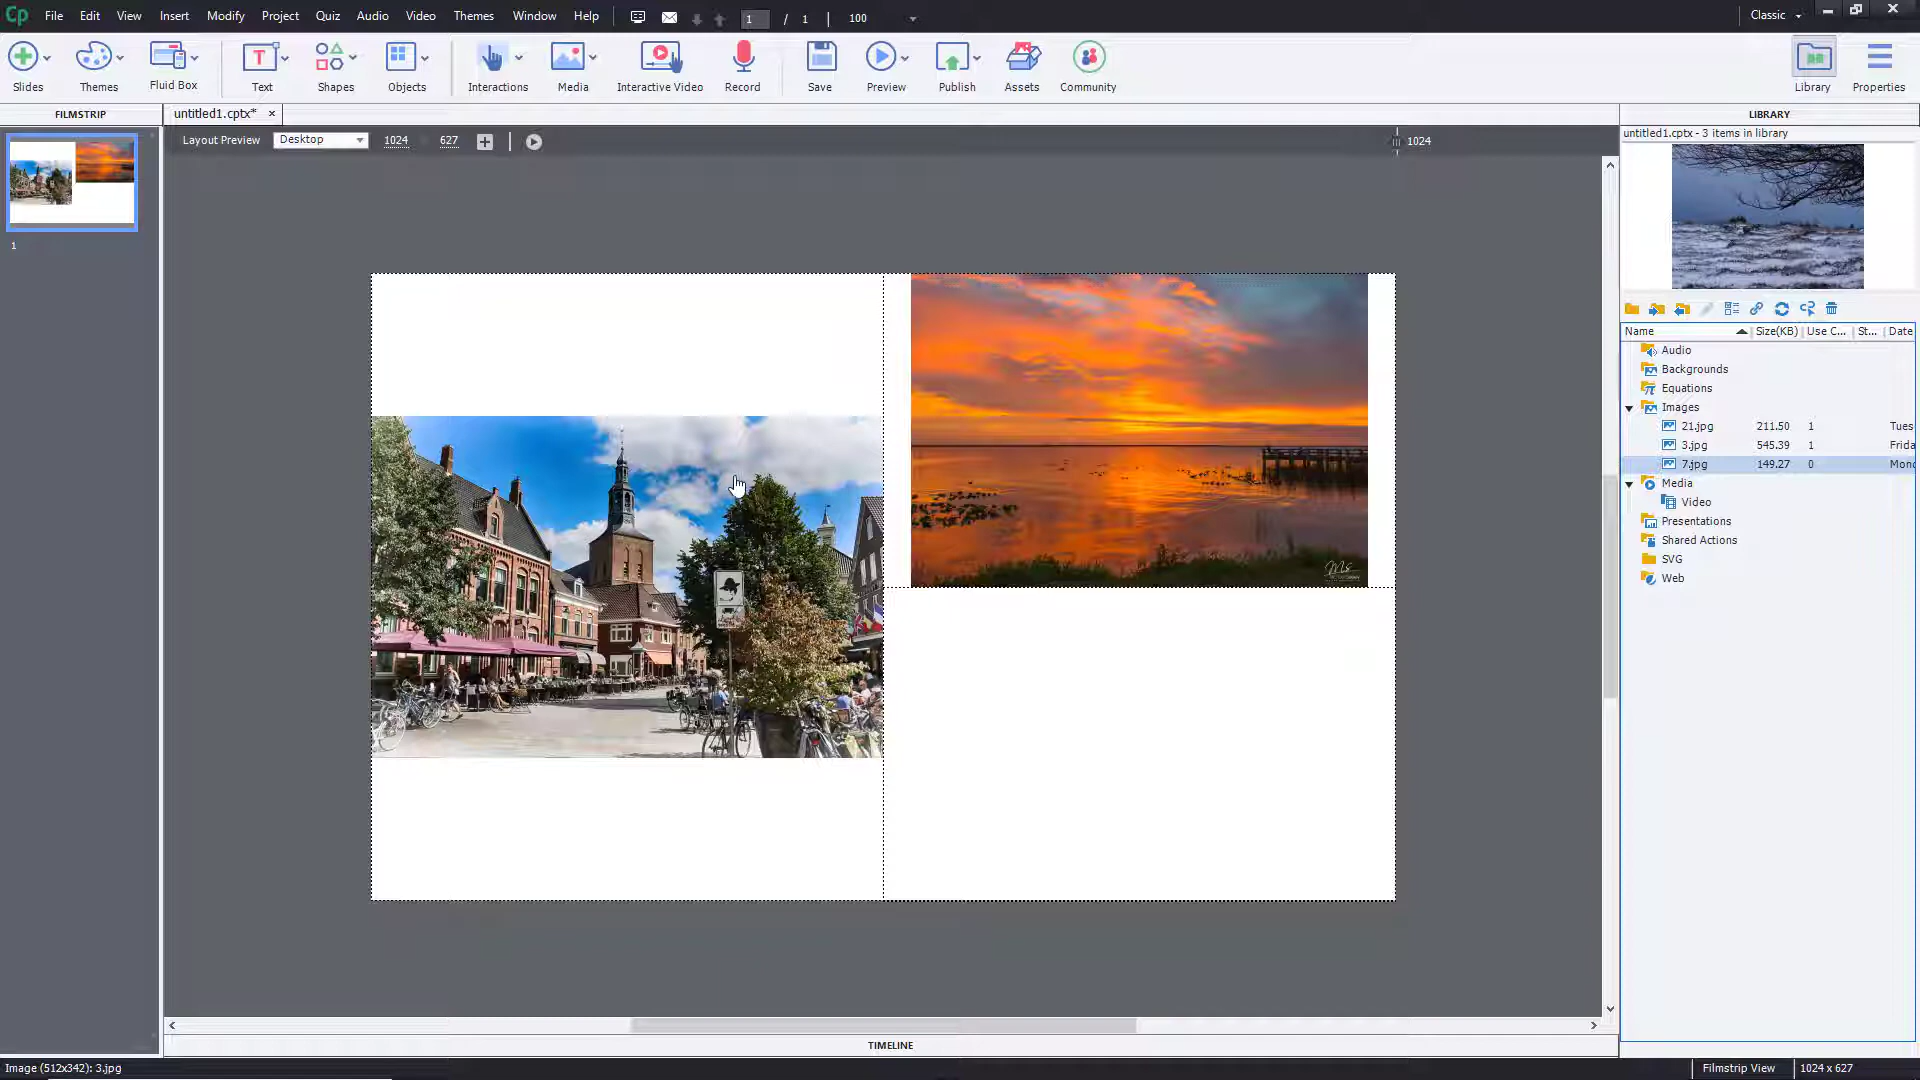 Cp File Edit View Insert Modify Project Quiz Audio Video Themes Window Help 1 / 1 100 Classic
Slides Themes Fluid Box Text Shapes Objects Interactions Media Interactive Video Record Save Preview Publish Assets Community Library Properties
FILMSTRIP
untitled1.cptx*
LIBRARY
Layout Preview Desktop 1024 627 1024
untitled1.cptx - 3 items in library
1
Name Size(KB) Use C... St... Date
Audio
Backgrounds
Equations
Images
21.jpg 211.50 1 Tues
3.jpg 545.39 1 Frida
7.jpg 149.27 0 Mond
Media
Video
Presentations
Shared Actions
SVG
Web
TIMELINE
Image (512x342): 3.jpg
Filmstrip View 1024 x 627